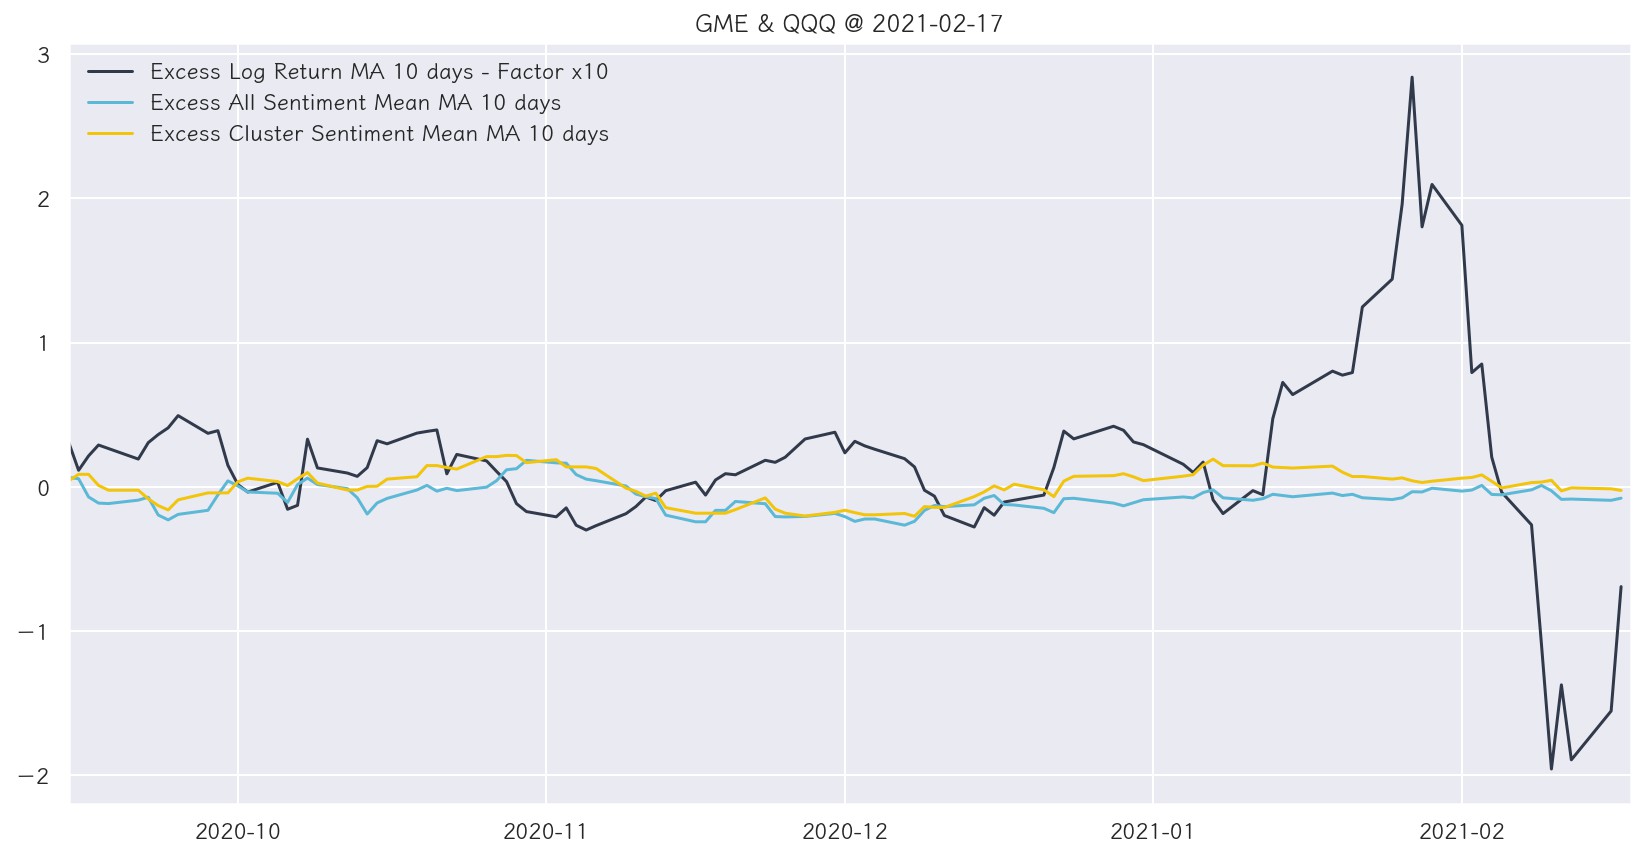 GME & QQQ @ 2021-02-17
3
Excess Log Return MA 10 days - Factor x10
Excess All Sentiment Mean MA 10 days
Excess Cluster Sentiment Mean MA 10 days
2
1
0
−1
−2
2020-10 2020-11 2020-12 2021-01 2021-02